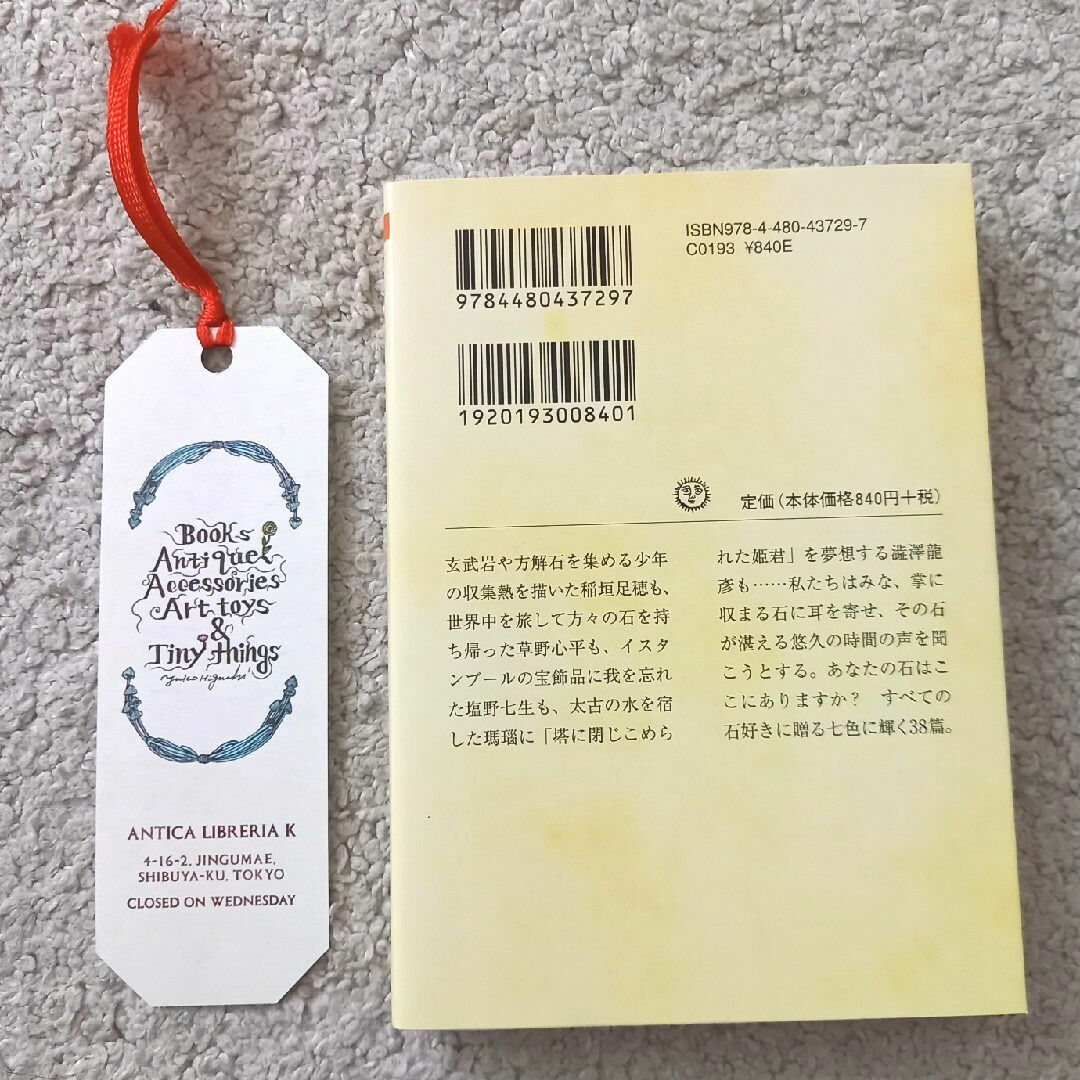 Books
Antique
Accessories
Art toys
&
Tiny things
Yuko Higuchi
ANTICA LIBRERIA K
4-16-2, JINGUMAE,
SHIBUYA-KU, TOKYO
CLOSED ON WEDNESDAY
9784480437297
1920193008401
ISBN978-4-480-43729-7
C0193 ¥840E
定価(本体価格840円+税)
玄武岩や方解石を集める少年
の収集熱を描いた稲垣足穂も、
世界中を旅して方々の石を持
ち帰った草野心平も、イスタ
ンブールの宝飾品に我を忘れ
た塩野七生も、太古の水を宿
した瑪瑙に「塔に閉じこめら
れた姫君」を夢想する澁澤龍
彦も……私たちはみな、掌に
収まる石に耳を寄せ、その石
が湛える悠久の時間の声を聞
こうとする。あなたの石はこ
こにありますか?　すべての
石好きに贈る七色に輝く38篇。